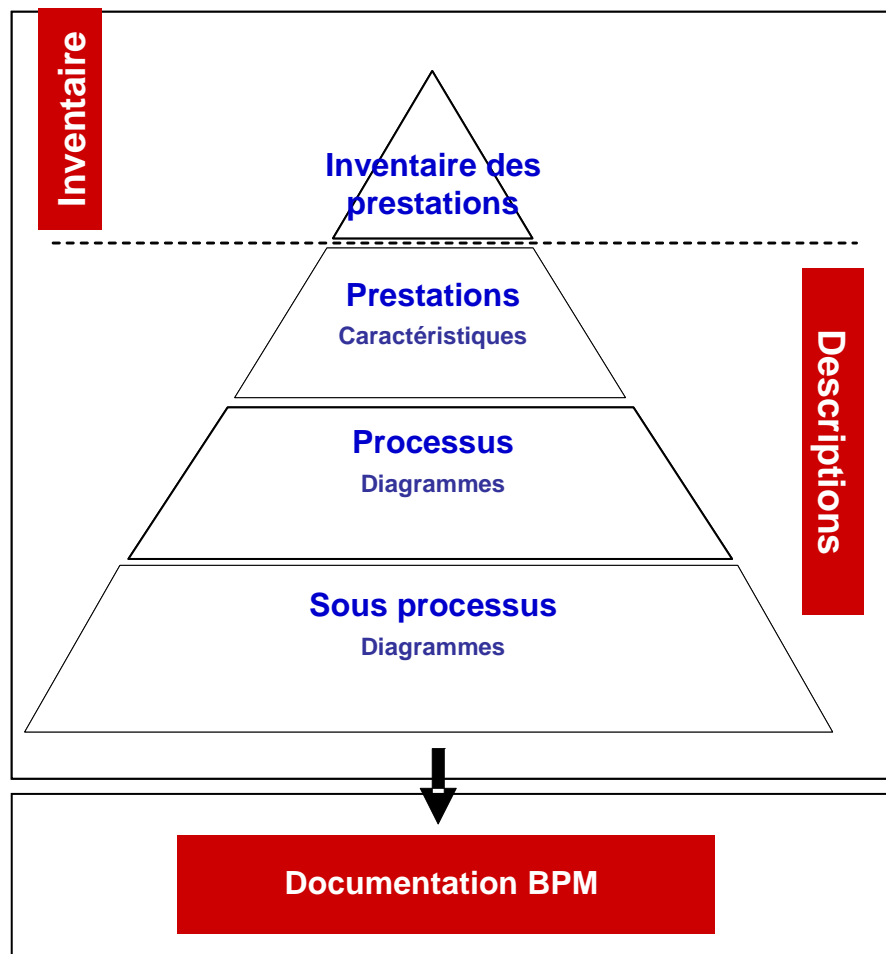 Inventaire
Inventaire des
prestations
Prestations
Caractéristiques
Descriptions
Processus
Diagrammes
Sous processus
Diagrammes
Documentation BPM